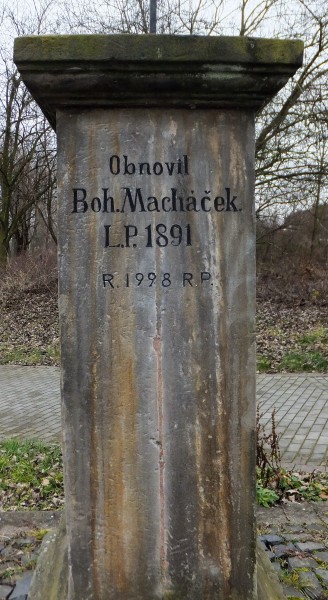 Obnovil
Boh. Macháček.
L.P. 1891
R. 1998 R.P.